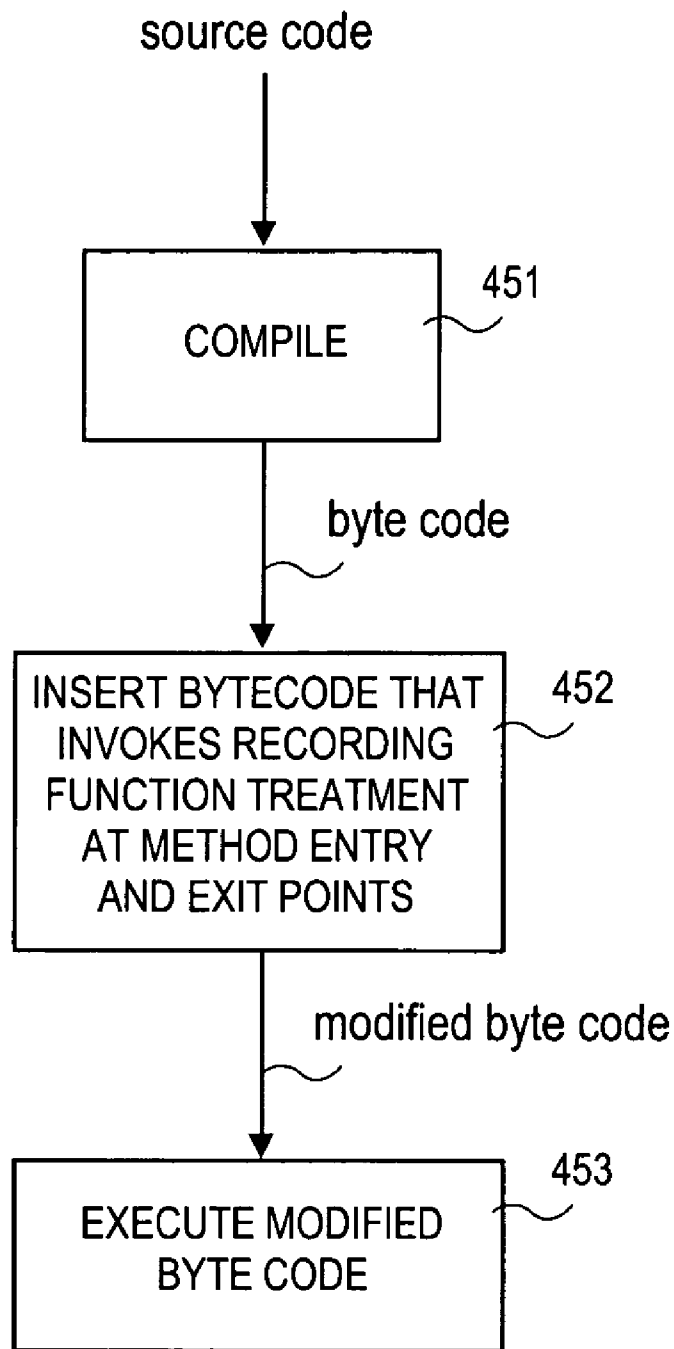 source code
451
COMPILE
byte code
452
INSERT BYTECODE THAT
INVOKES RECORDING
FUNCTION TREATMENT
AT METHOD ENTRY
AND EXIT POINTS
modified byte code
453
EXECUTE MODIFIED
BYTE CODE